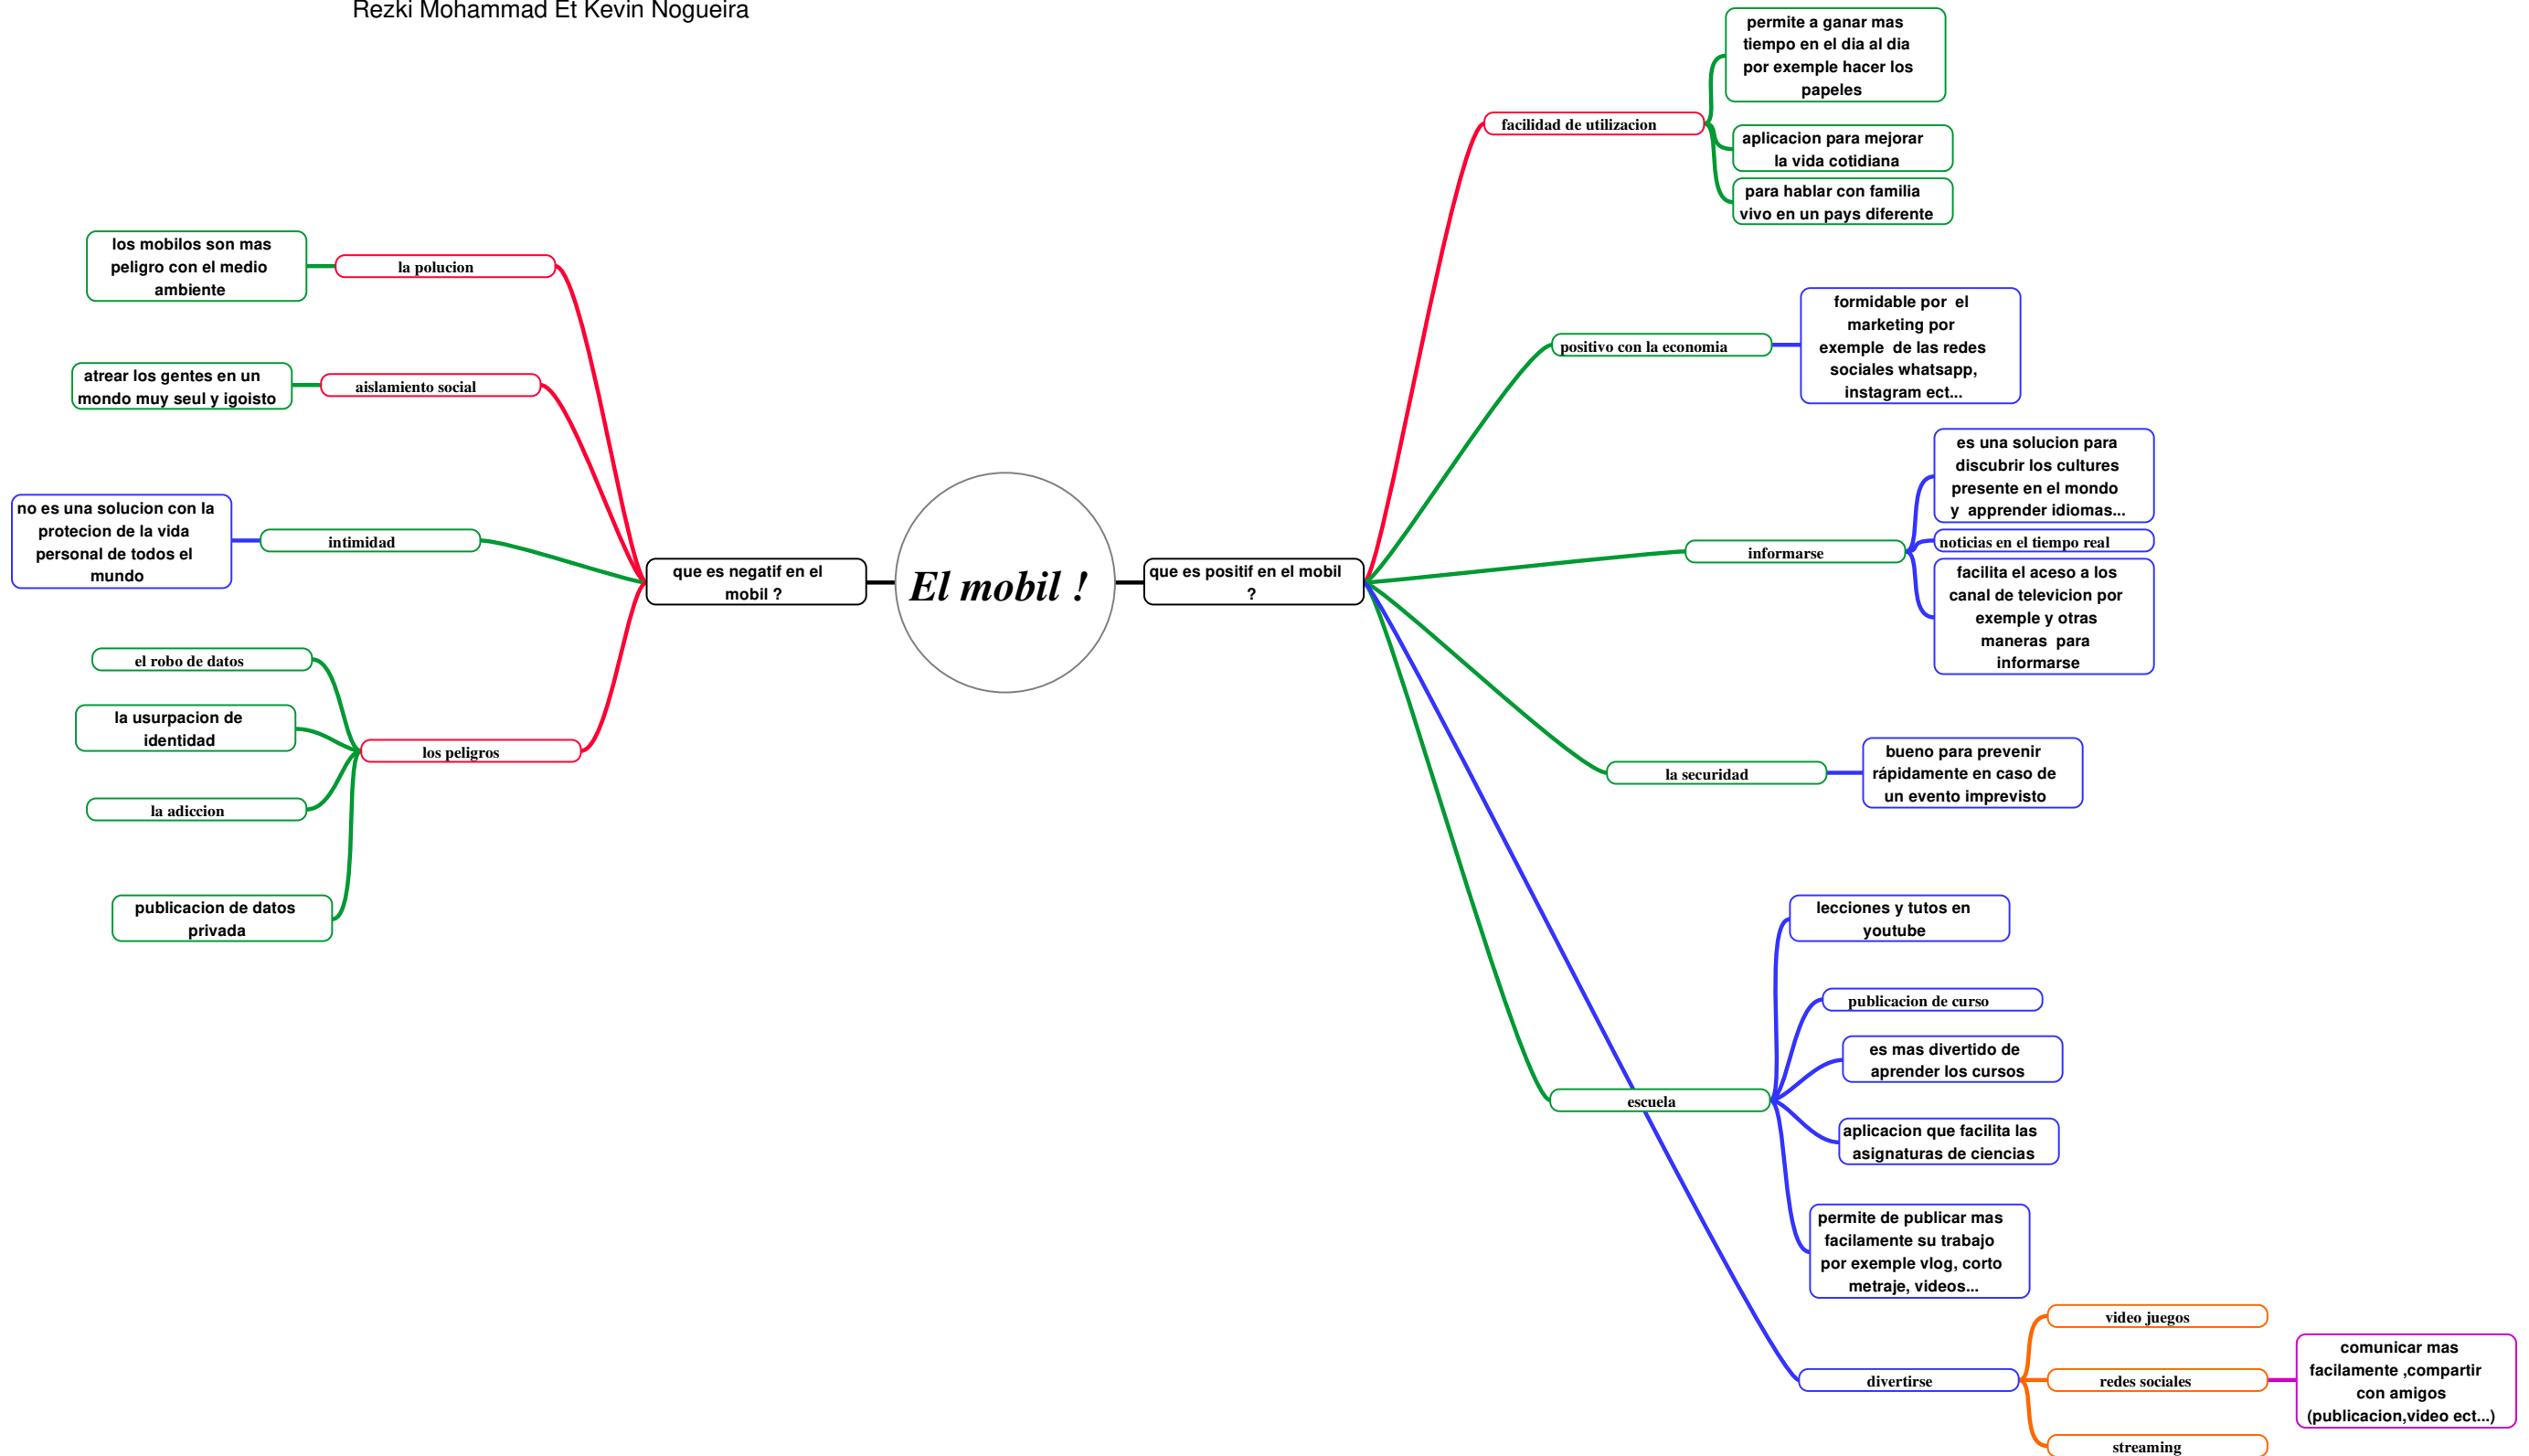 Rezki Mohammad Et Kevin Nogueira
El mobil !
que es negatif en el
mobil ?
la polucion
los mobilos son mas
peligro con el medio
ambiente
aislamiento social
atrear los gentes en un
mondo muy seul y igoisto
intimidad
no es una solucion con la
protecion de la vida
personal de todos el
mundo
los peligros
el robo de datos
la usurpacion de
identidad
la adiccion
publicacion de datos
privada
que es positif en el mobil
?
facilidad de utilizacion
permite a ganar mas
tiempo en el dia al dia
por exemple hacer los
papeles
aplicacion para mejorar
la vida cotidiana
para hablar con familia
vivo en un pays diferente
positivo con la economia
formidable por  el
marketing por
exemple  de las redes
sociales whatsapp,
instagram ect...
informarse
es una solucion para
discubrir los cultures
presente en el mondo
y  apprender idiomas...
noticias en el tiempo real
facilita el aceso a los
canal de televicion por
exemple y otras
maneras  para
informarse
la securidad
bueno para prevenir
rápidamente en caso de
un evento imprevisto
escuela
lecciones y tutos en
youtube
publicacion de curso
es mas divertido de
aprender los cursos
aplicacion que facilita las
asignaturas de ciencias
permite de publicar mas
facilamente su trabajo
por exemple vlog, corto
metraje, videos...
divertirse
video juegos
redes sociales
comunicar mas
facilamente ,compartir
con amigos
(publicacion,video ect...)
streaming